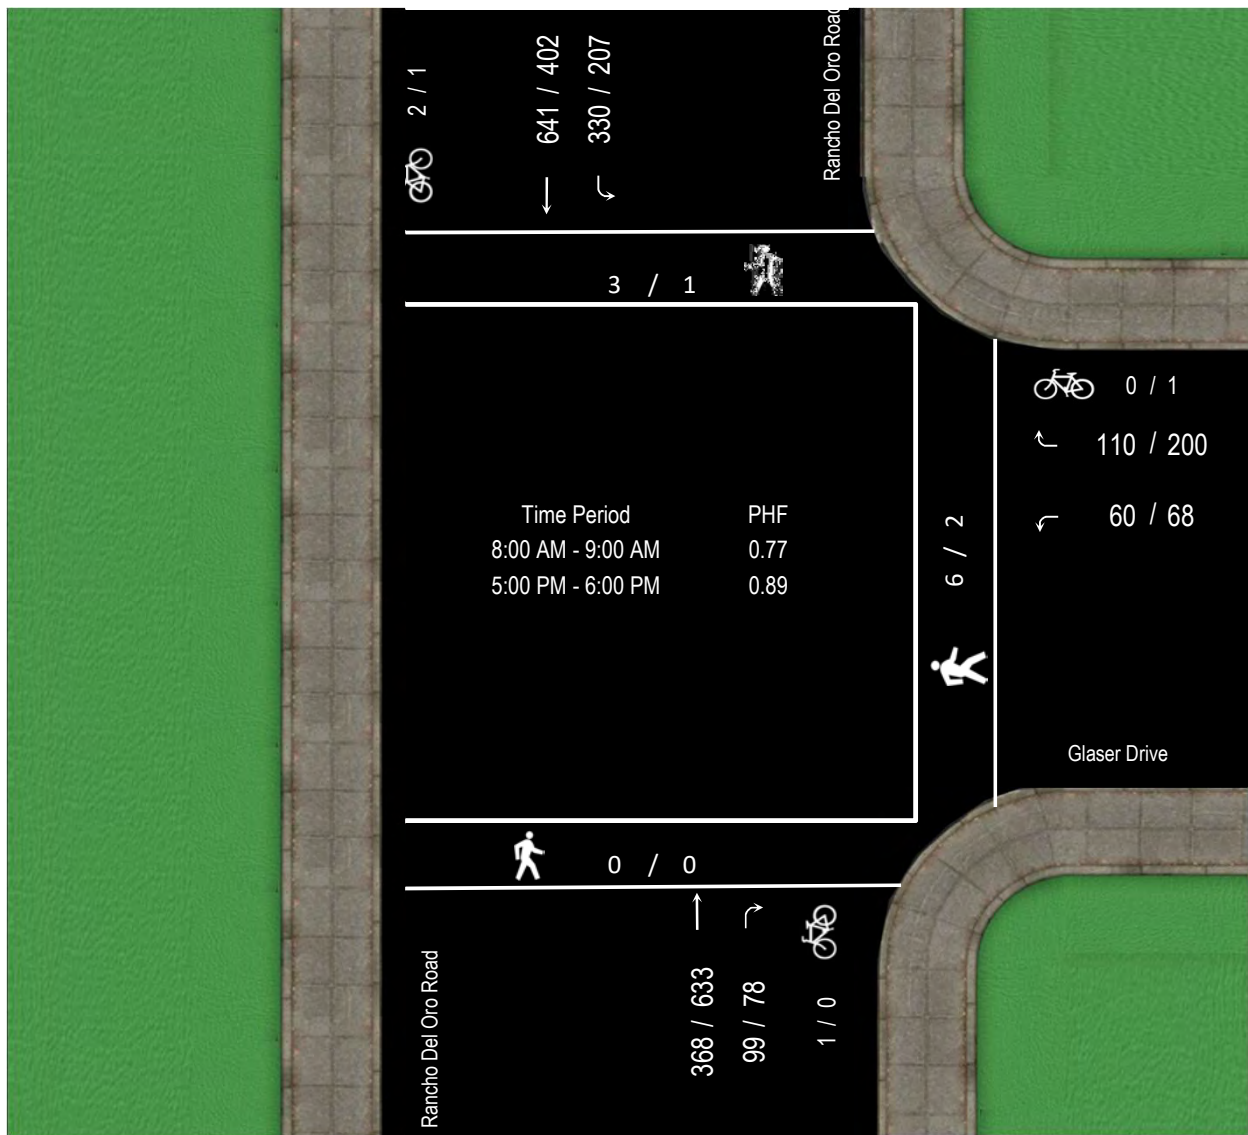 2 / 1
641 / 402
330 / 207
Rancho Del Oro Road
3 / 1
0 / 1
110 / 200
60 / 68
Time Period PHF
8:00 AM - 9:00 AM 0.77
5:00 PM - 6:00 PM 0.89
6 / 2
Glaser Drive
0 / 0
Rancho Del Oro Road
368 / 633
99 / 78
1 / 0